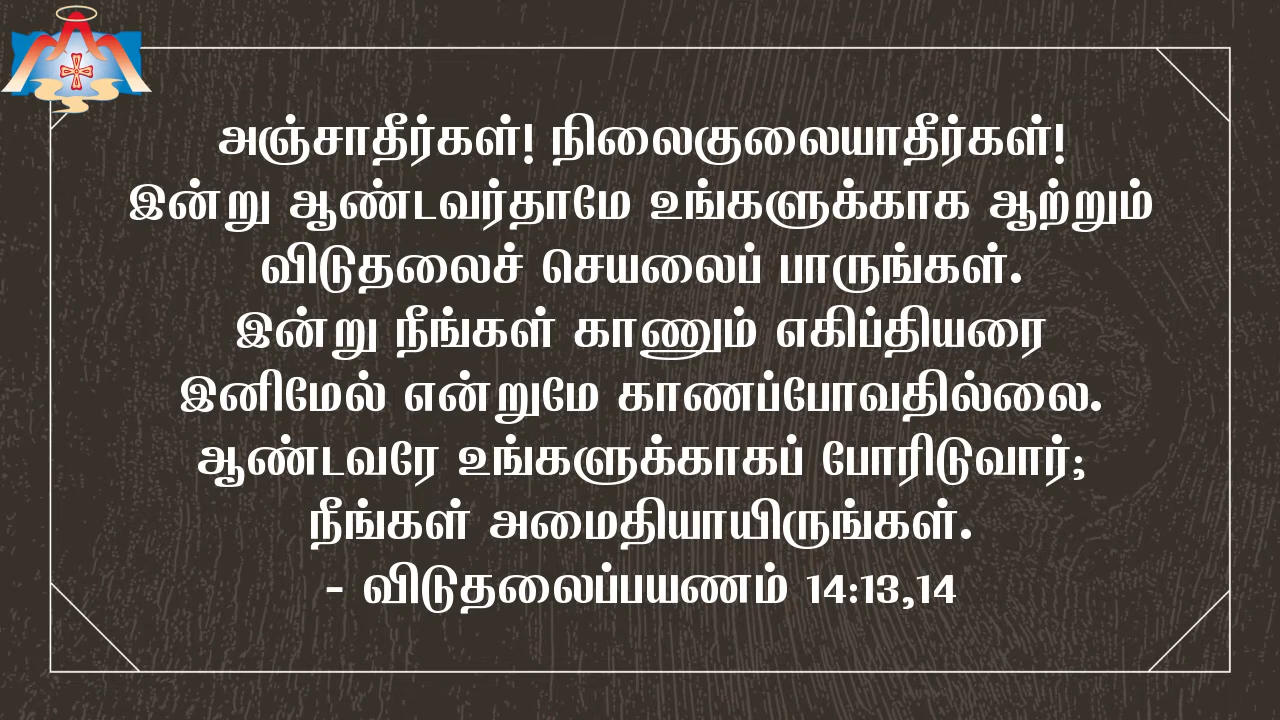 அஞ்சாதீர்கள்! நிலைகுலையாதீர்கள்!
இன்று ஆண்டவர்தாமே உங்களுக்காக ஆற்றும்
விடுதலைச் செயலைப் பாருங்கள்.
இன்று நீங்கள் காணும் எகிப்தியரை
இனிமேல் என்றுமே காணப்போவதில்லை.
ஆண்டவரே உங்களுக்காகப் போரிடுவார்;
நீங்கள் அமைதியாயிருங்கள்.
- விடுதலைப்பயணம் 14:13,14